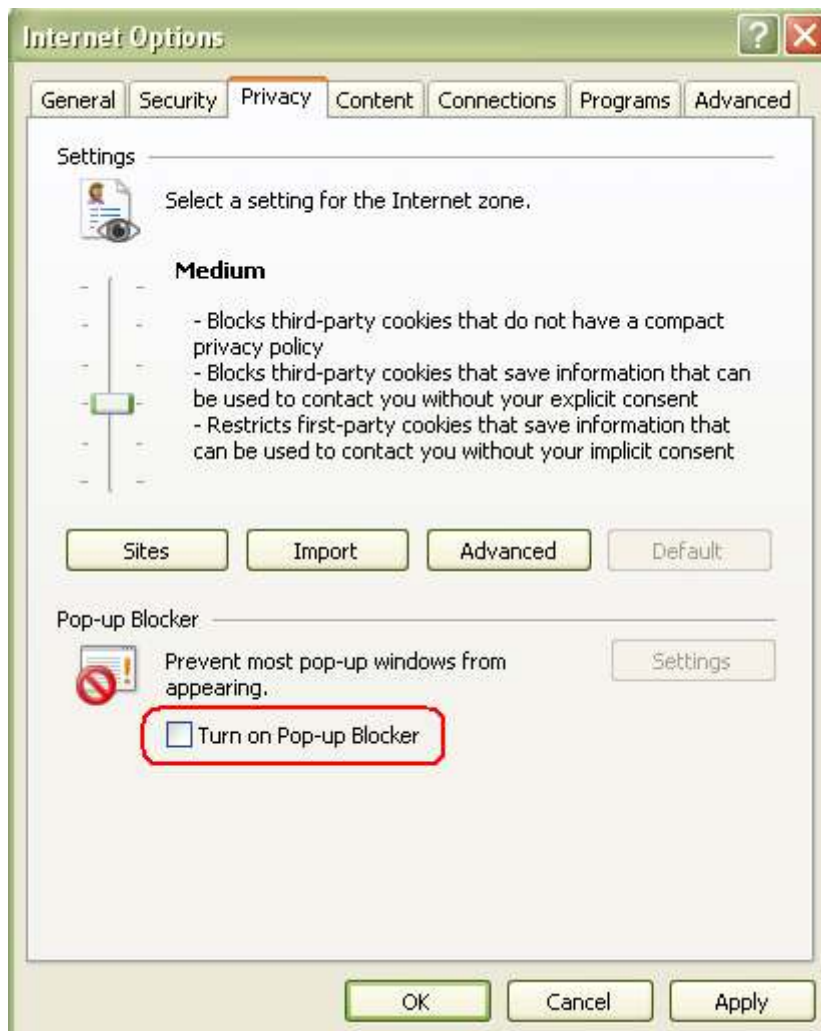 Internet Options
General Security Privacy Content Connections Programs Advanced
Settings
Select a setting for the Internet zone.
Medium
- Blocks third-party cookies that do not have a compact
privacy policy
- Blocks third-party cookies that save information that can
be used to contact you without your explicit consent
- Restricts first-party cookies that save information that
can be used to contact you without your implicit consent
Sites Import Advanced Default
Pop-up Blocker
Prevent most pop-up windows from
appearing.
Settings
Turn on Pop-up Blocker
OK Cancel Apply